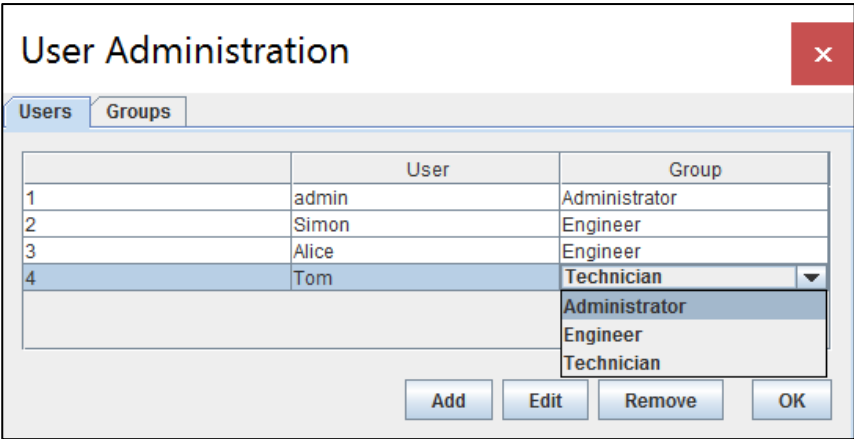 User Administration x
Users Groups
User Group
1 admin Administrator
2 Simon Engineer
3 Alice Engineer
4 Tom Technician
Administrator
Engineer
Technician
Add Edit Remove OK